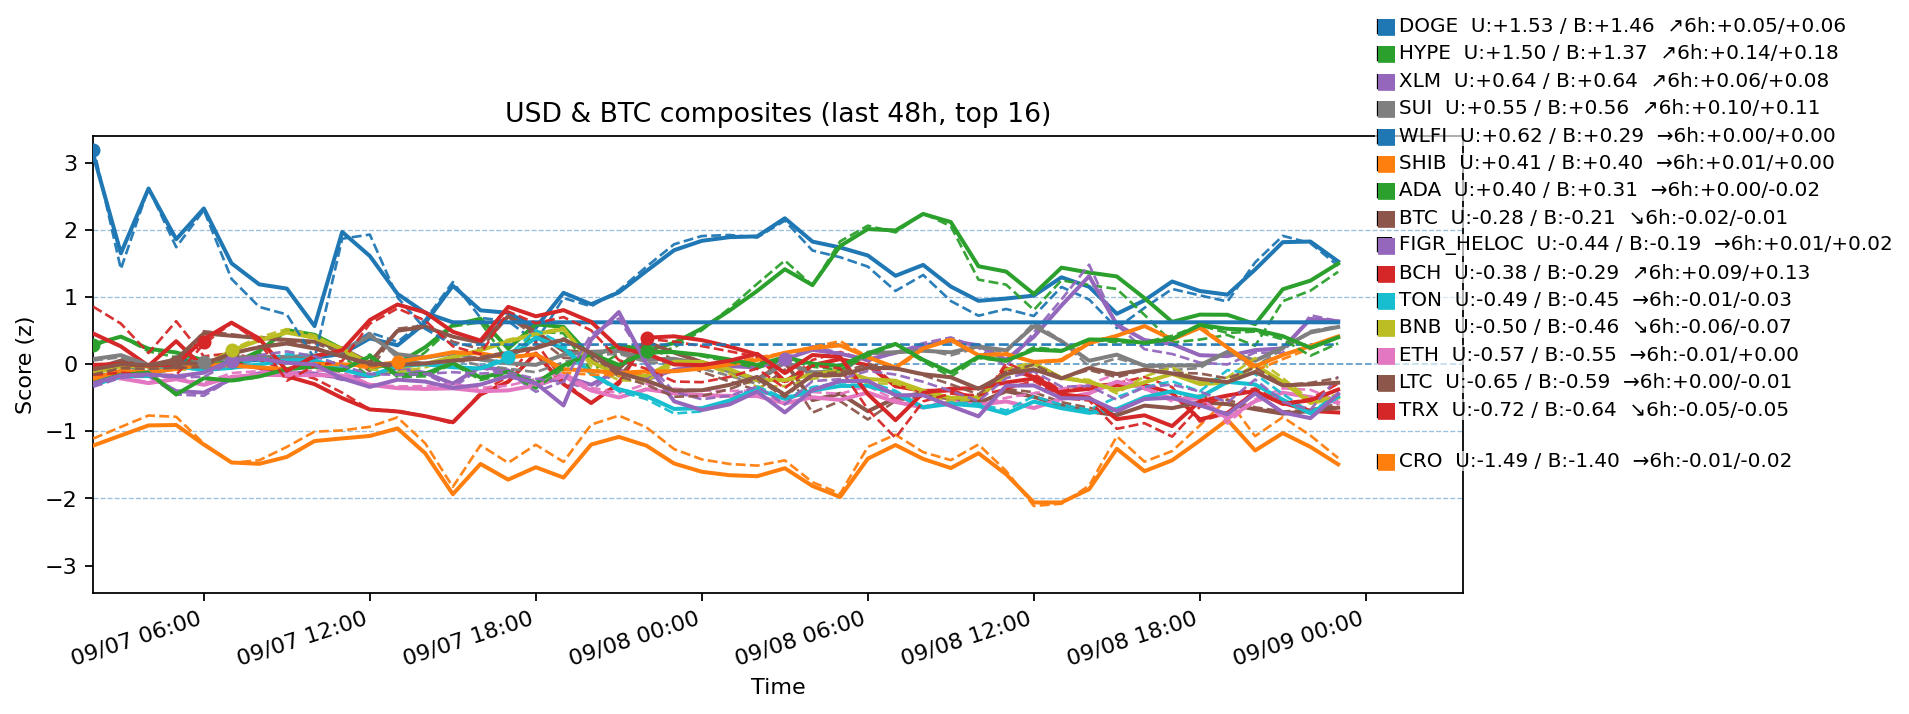 DOGE U:+1.53 / B:+1.46 ↗6h:+0.05/+0.06
HYPE U:+1.50 / B:+1.37 ↗6h:+0.14/+0.18
XLM U:+0.64 / B:+0.64 ↗6h:+0.06/+0.08
SUI U:+0.55 / B:+0.56 ↗6h:+0.10/+0.11
WLFI U:+0.62 / B:+0.29 →6h:+0.00/+0.00
SHIB U:+0.41 / B:+0.40 →6h:+0.01/+0.00
ADA U:+0.40 / B:+0.31 →6h:+0.00/-0.02
BTC U:-0.28 / B:-0.21 ↘6h:-0.02/-0.01
FIGR_HELOC U:-0.44 / B:-0.19 →6h:+0.01/+0.02
BCH U:-0.38 / B:-0.29 ↗6h:+0.09/+0.13
TON U:-0.49 / B:-0.45 →6h:-0.01/-0.03
BNB U:-0.50 / B:-0.46 ↘6h:-0.06/-0.07
ETH U:-0.57 / B:-0.55 →6h:-0.01/+0.00
LTC U:-0.65 / B:-0.59 →6h:+0.00/-0.01
TRX U:-0.72 / B:-0.64 ↘6h:-0.05/-0.05
CRO U:-1.49 / B:-1.40 →6h:-0.01/-0.02
USD & BTC composites (last 48h, top 16)
Score (z)
3
2
1
0
−1
−2
−3
09/07 06:00
09/07 12:00
09/07 18:00
09/08 00:00
09/08 06:00
09/08 12:00
09/08 18:00
09/09 00:00
Time